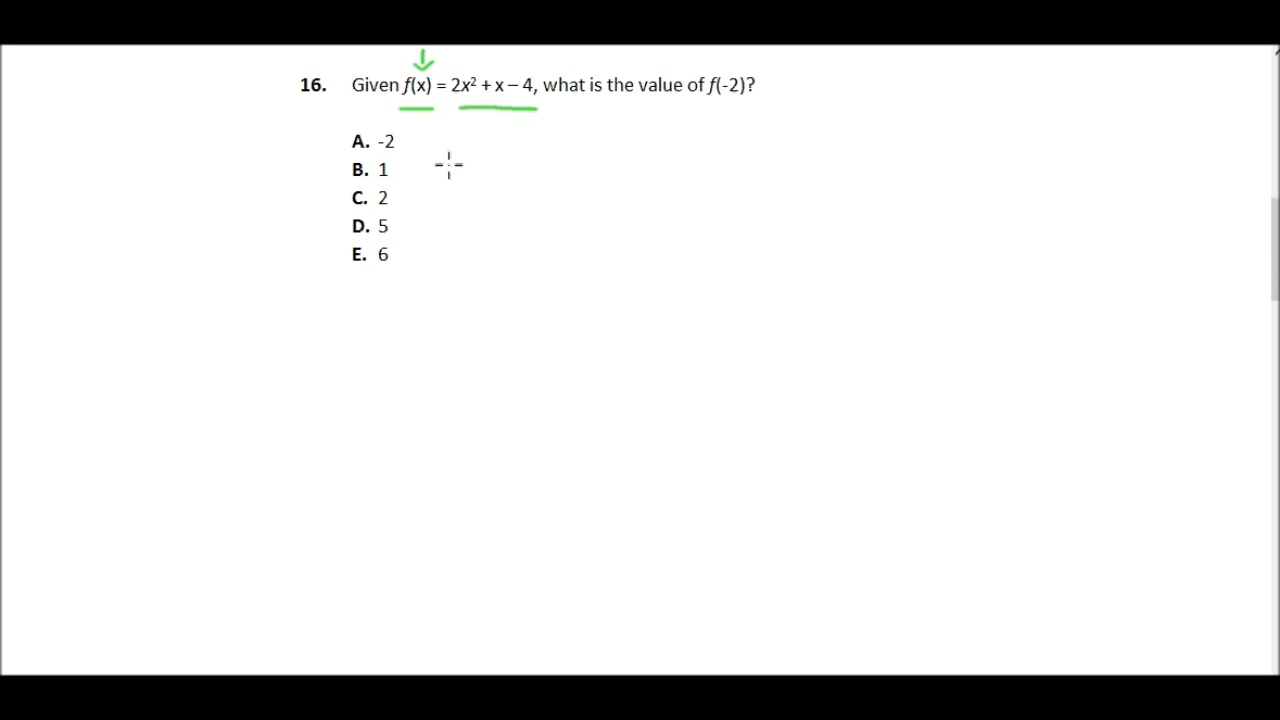 16. Given f(x) = 2x² + x – 4, what is the value of f(-2)?
A. -2
B. 1
C. 2
D. 5
E. 6